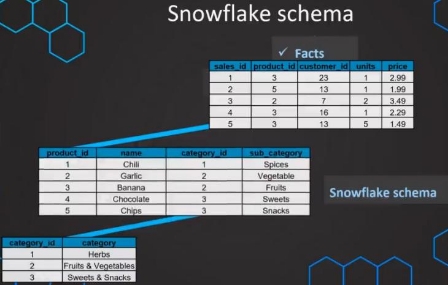 Snowflake schema
✓ Facts
sales_id product_id customer_id units price
1 3 23 1 2.99
2 5 13 1 1.99
3 2 7 2 3.49
4 3 16 1 2.29
5 3 13 5 1.49
product_id name category_id sub_category
1 Chili 1 Spices
2 Garlic 2 Vegetable
3 Banana 2 Fruits
4 Chocolate 3 Sweets
5 Chips 3 Snacks
Snowflake schema
category_id category
1 Herbs
2 Fruits & Vegetables
3 Sweets & Snacks